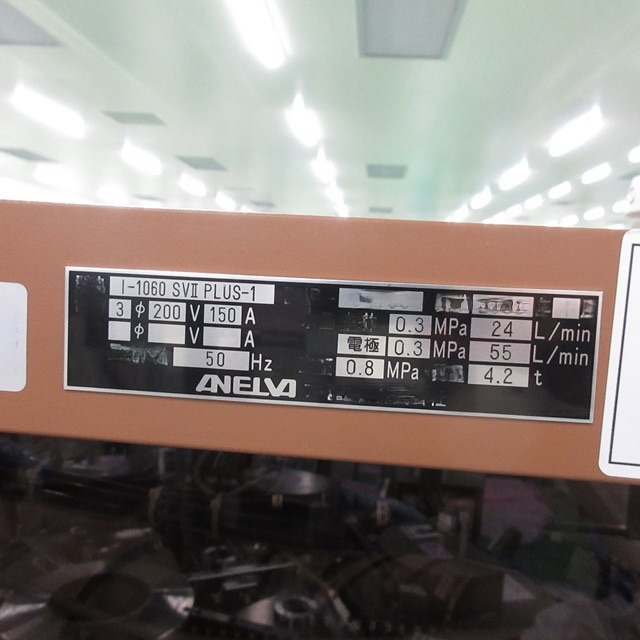 I-1060 SVⅡ PLUS-1
3 φ 200 V 150 A
φ V A
50 Hz
ANELVA
0.3 MPa 24 L/min
電極 0.3 MPa 55 L/min
0.8 MPa 4.2 t